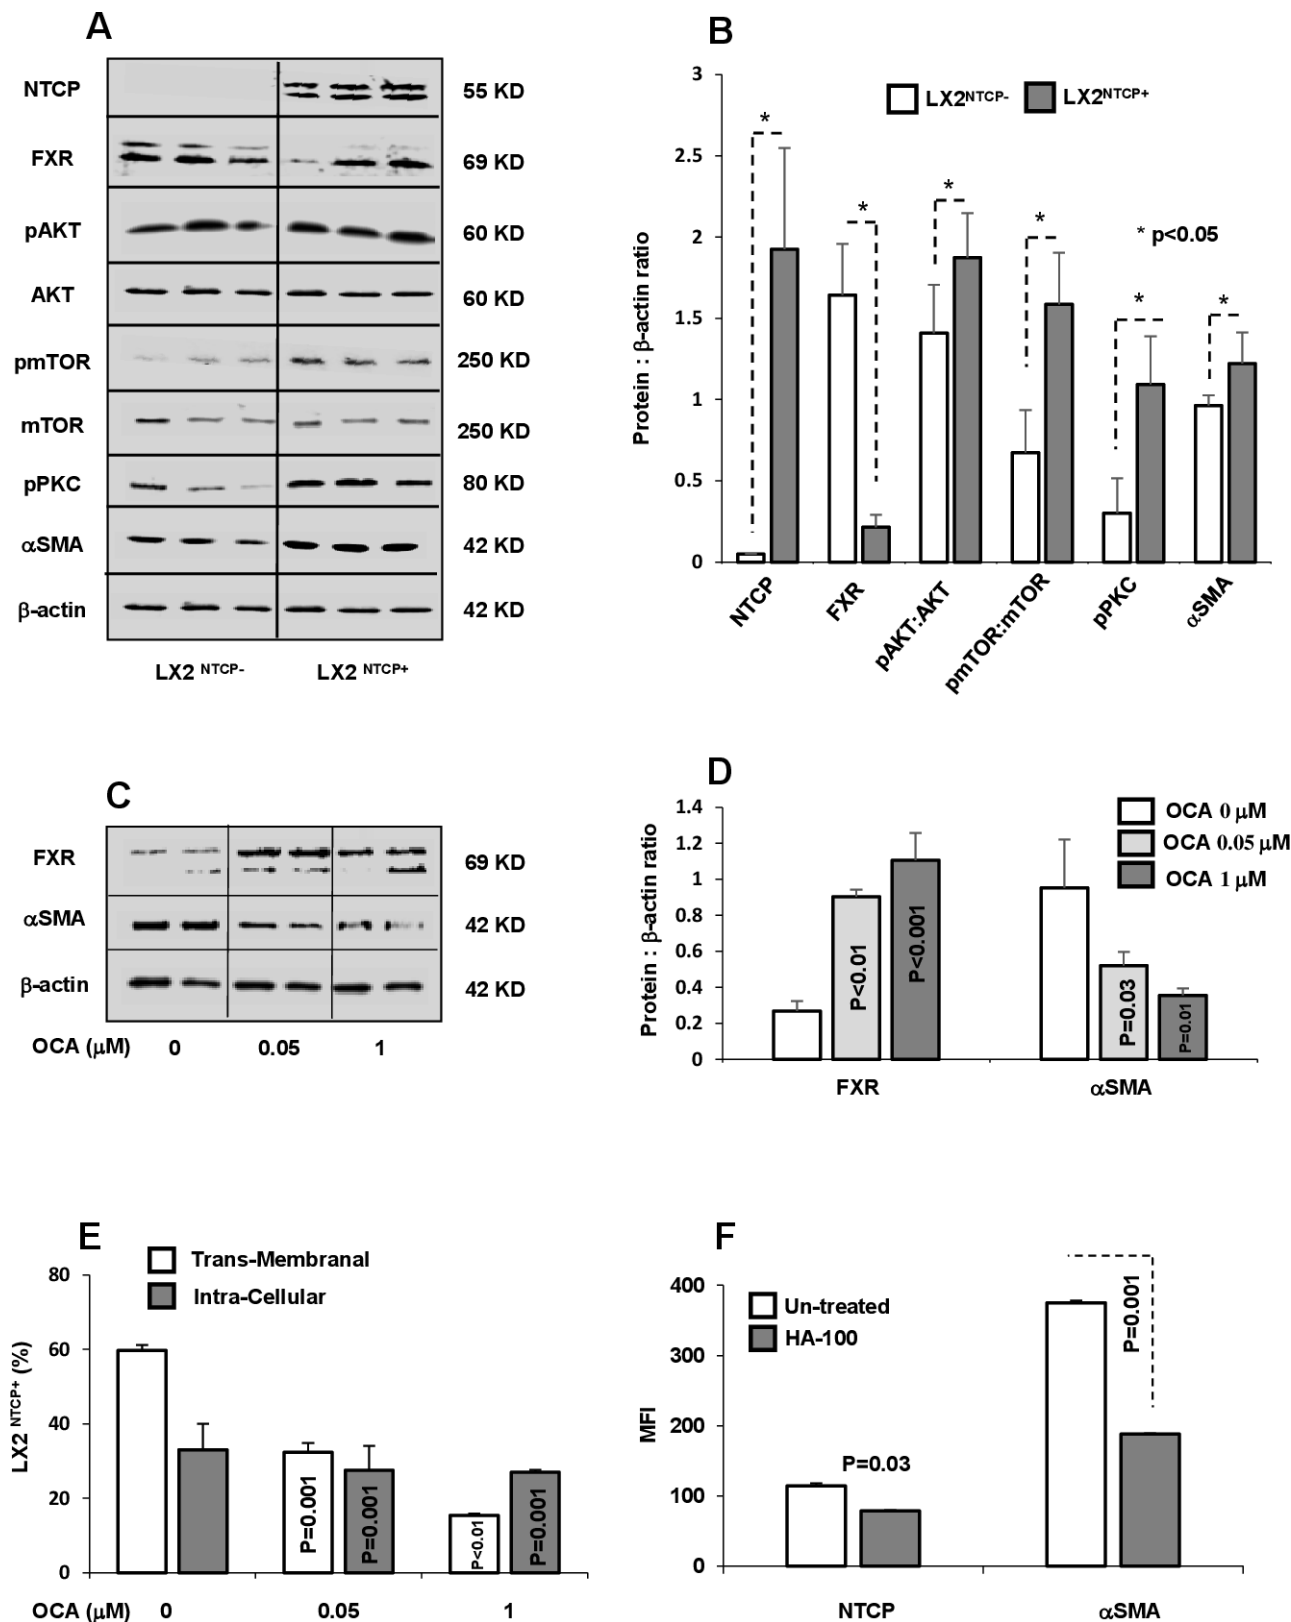 A
NTCP
55 KD
FXR
69 KD
pAKT
60 KD
AKT
60 KD
pmTOR
250 KD
mTOR
250 KD
pPKC
80 KD
αSMA
42 KD
β-actin
42 KD
LX2 NTCP-
LX2 NTCP+
B
LX2NTCP-
LX2NTCP+
3
2.5
2
1.5
1
0.5
0
Protein : β-actin ratio
*
*
*
*
*
*
* p<0.05
NTCP
FXR
pAKT:AKT
pmTOR:mTOR
pPKC
αSMA
C
FXR
69 KD
αSMA
42 KD
β-actin
42 KD
OCA (μM)
0
0.05
1
D
OCA 0 μM
OCA 0.05 μM
OCA 1 μM
1.4
1.2
1
0.8
0.6
0.4
0.2
0
Protein : β-actin ratio
P<0.01
P<0.001
P=0.03
P=0.01
FXR
αSMA
E
Trans-Membranal
Intra-Cellular
80
60
40
20
0
LX2 NTCP+ (%)
P=0.001
P=0.001
P<0.01
P=0.001
OCA (μM)
0
0.05
1
F
Un-treated
HA-100
400
300
200
100
0
MFI
P=0.03
P=0.001
NTCP
αSMA